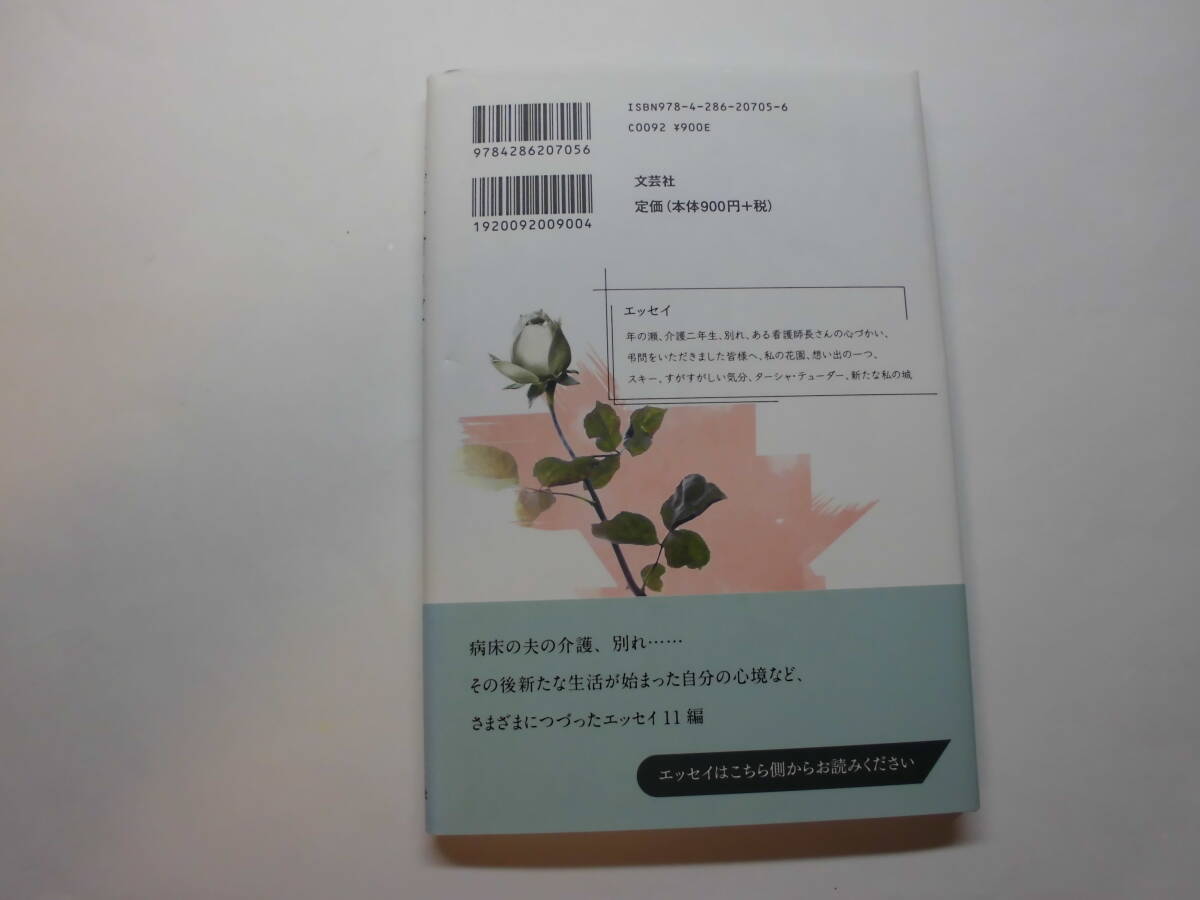 ISBN978-4-286-20705-6
C0092 ¥900E
9784286207056
文芸社
定価(本体900円+税)
1920092009004
エッセイ
年の瀬、介護二年生、別れ、ある看護師長さんの心づかい、
弔問をいただきました皆様へ、私の花園、想い出の一つ、
スキー、すがすがしい気分、ターシャ・テューダー、新たな私の城
病床の夫の介護、別れ……
その後新たな生活が始まった自分の心境など、
さまざまにつづったエッセイ11編
エッセイはこちら側からお読みください